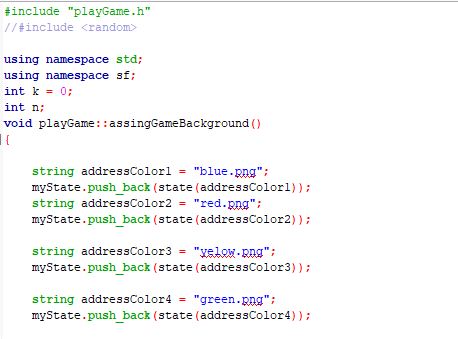 #include "playGame.h"
//#include <random>
using namespace std;
using namespace sf;
int k = 0;
int n;
void playGame::assingGameBackground()
{
string addressColor1 = "blue.png";
myState.push_back(state(addressColor1));
string addressColor2 = "red.png";
myState.push_back(state(addressColor2));
string addressColor3 = "yelow.png";
myState.push_back(state(addressColor3));
string addressColor4 = "green.png";
myState.push_back(state(addressColor4));